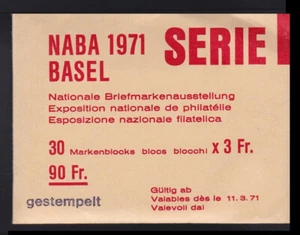 NABA 1971 SERIE
BASEL
Nationale Briefmarkenausstellung
Exposition nationale de philatélie
Esposizione nazionale filatelica
30 Markenblocks blocs blocchi x 3 Fr.
90 Fr.
Gültig ab
Valables dès le 11.3.71
Valevoli dal
gestempelt